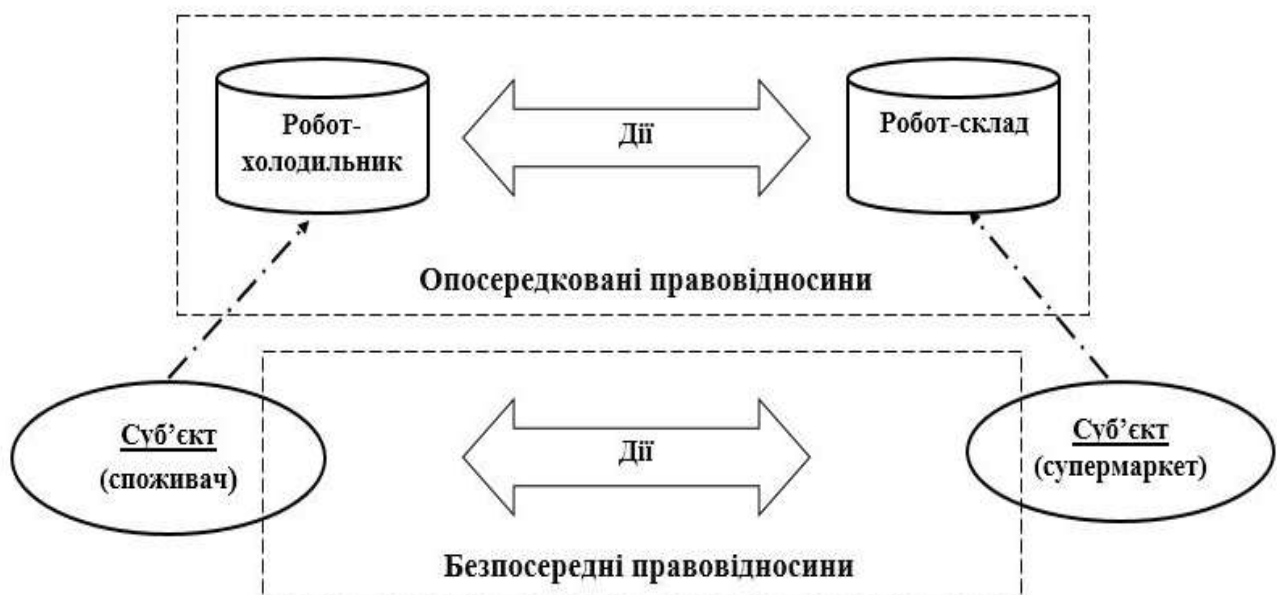 Робот-
холодильник
Дії
Робот-склад
Опосередковані правовідносини
Суб’єкт
(споживач)
Дії
Суб’єкт
(супермаркет)
Безпосередні правовідносини